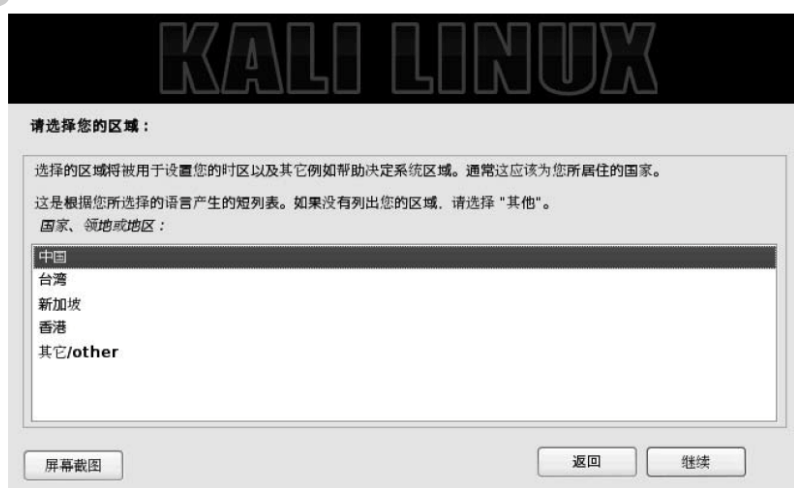 KALI LINUX
请选择您的区域：
选择的区域将被用于设置您的时区以及其它例如帮助决定系统区域。通常这应该为您所居住的国家。
这是根据您所选择的语言产生的短列表。如果没有列出您的区域，请选择 "其他"。
国家、领地或地区：
中国
台湾
新加坡
香港
其它/other
屏幕截图
返回
继续